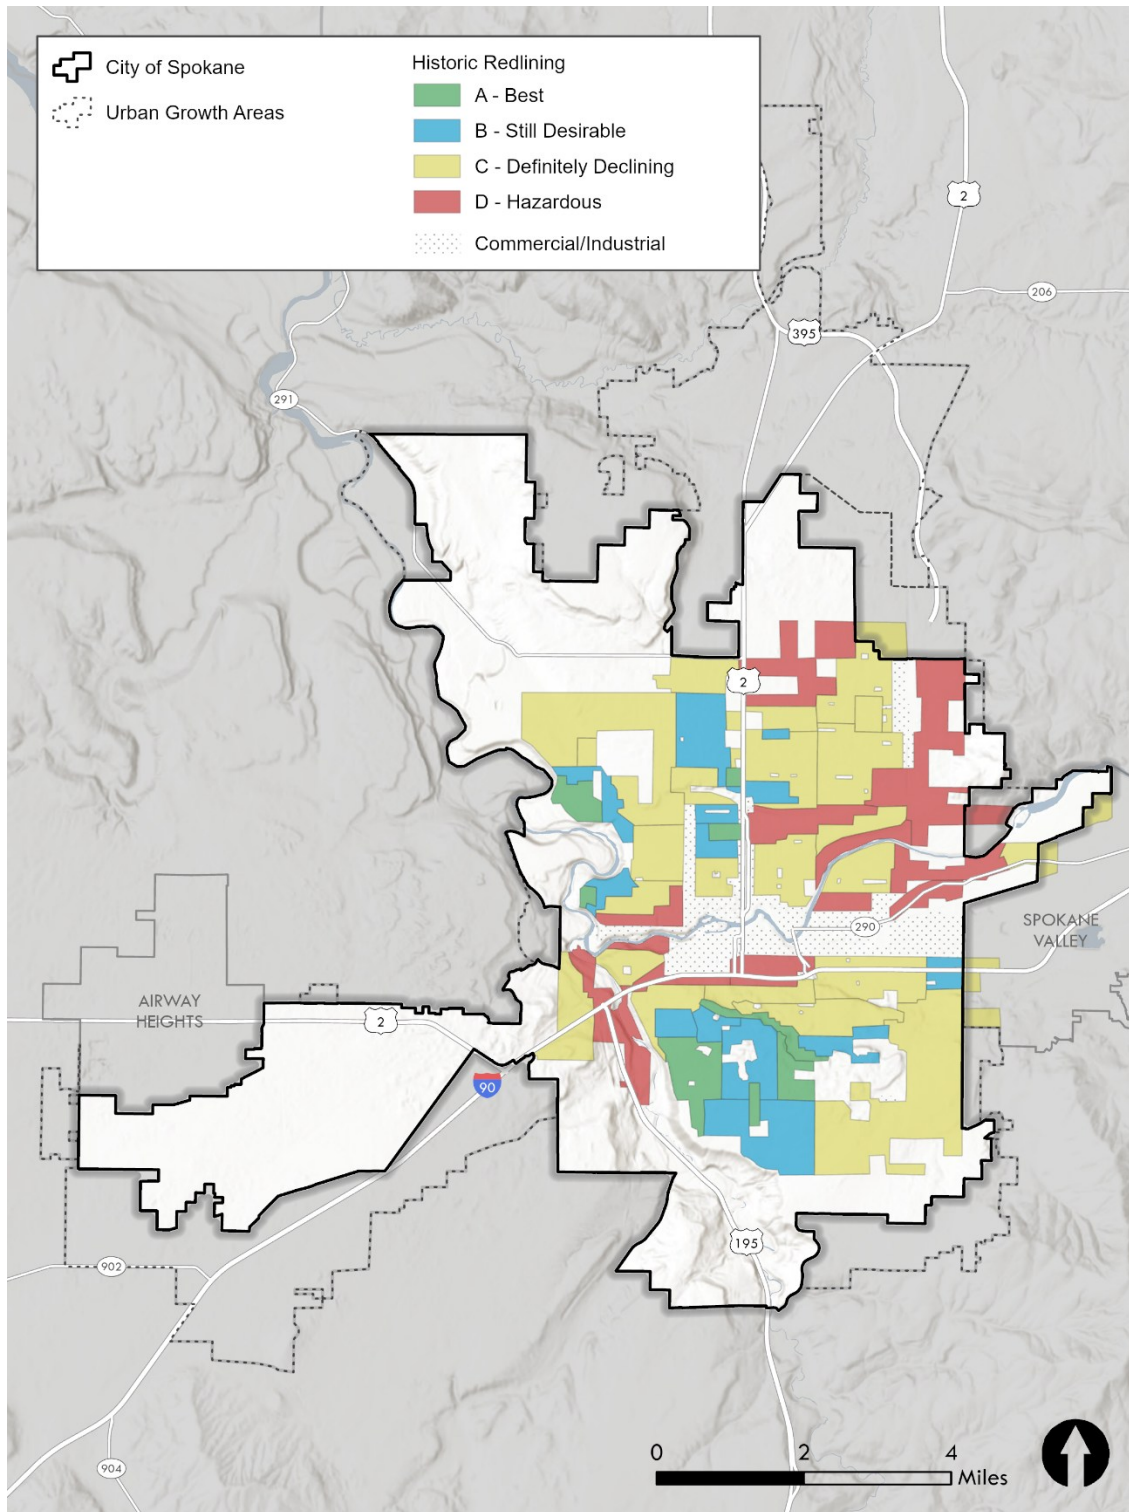 City of Spokane
Urban Growth Areas
Historic Redlining
A - Best
B - Still Desirable
C - Definitely Declining
D - Hazardous
Commercial/Industrial
2
206
395
291
2
290
SPOKANE
VALLEY
AIRWAY
HEIGHTS
2
90
195
902
904
0 2 4
Miles